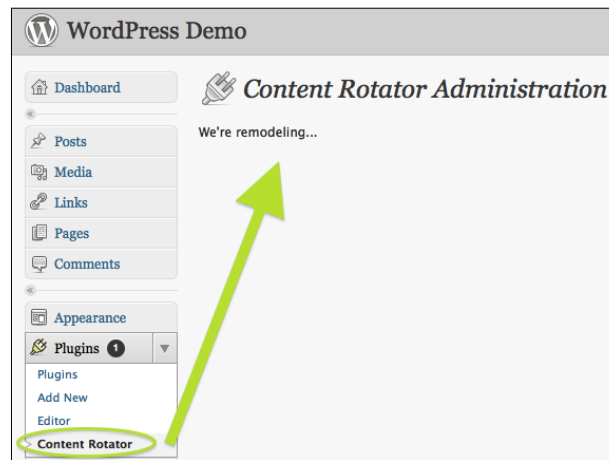 WordPress Demo
Dashboard
Content Rotator Administration
We're remodeling...
Posts
Media
Links
Pages
Comments
Appearance
Plugins 1
Plugins
Add New
Editor
Content Rotator